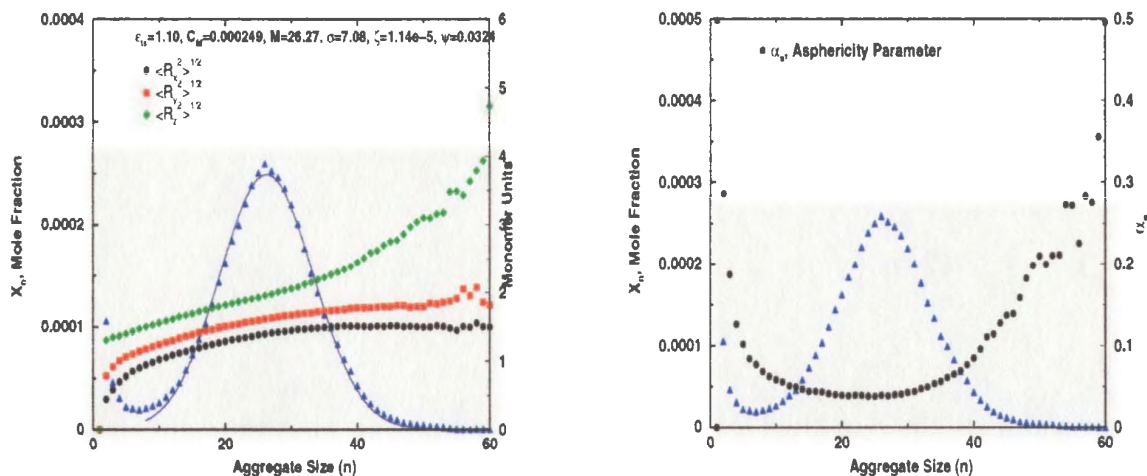 0.0004
0.0003
0.0002
0.0001
0
X_n, Mole Fraction
ε_ts=1.10, C_M=0.000249, M=26.27, σ=7.08, ζ=1.14e–5, ψ=0.0324
<R_x^2>^1/2
<R_y^2>^1/2
<R_z^2>^1/2
6
5
4
3
2
1
0
Monomer Units
0 20 40 60
Aggregate Size (n)
0.0005
0.0004
0.0003
0.0002
0.0001
0
X_n, Mole Fraction
α_s, Asphericity Parameter
0.5
0.4
0.3
0.2
0.1
0
α_s
0 20 40 60
Aggregate Size (n)